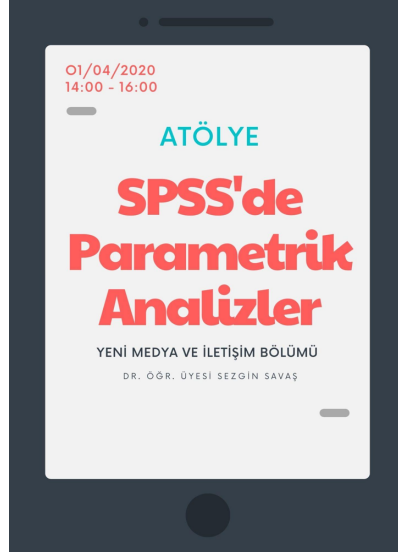 01/04/2020
14:00 - 16:00
ATÖLYE
SPSS'de
Parametrik
Analizler
YENİ MEDYA VE İLETİŞİM BÖLÜMÜ
DR. ÖĞR. ÜYESİ SEZGİN SAVAŞ